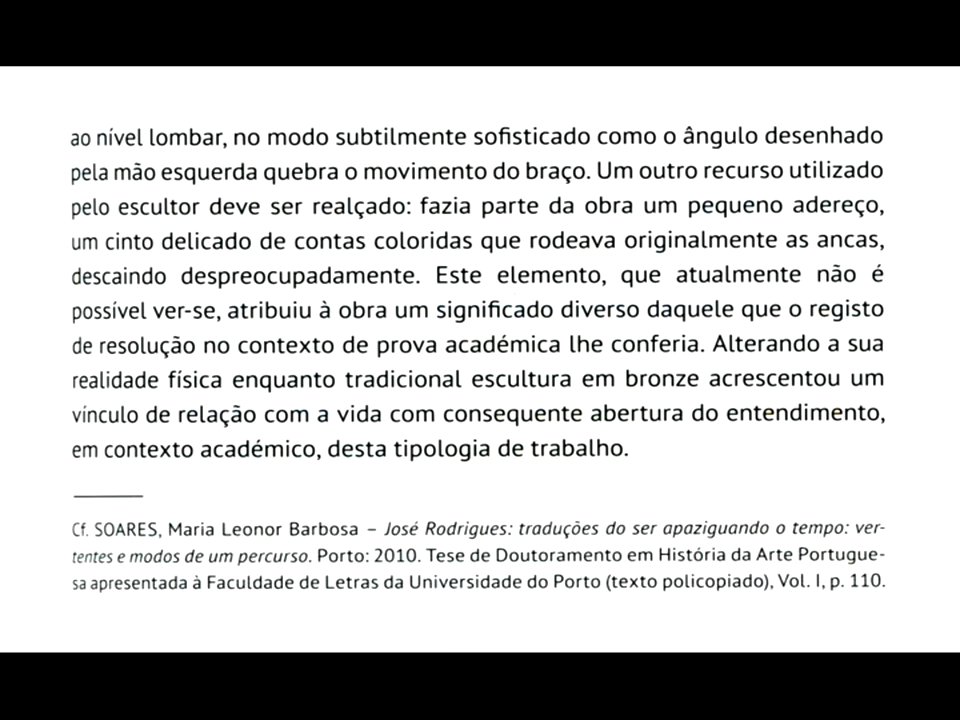 ao nível lombar, no modo subtilmente sofisticado como o ângulo desenhado
pela mão esquerda quebra o movimento do braço. Um outro recurso utilizado
pelo escultor deve ser realçado: fazia parte da obra um pequeno adereço,
um cinto delicado de contas coloridas que rodeava originalmente as ancas,
descaindo despreocupadamente. Este elemento, que atualmente não é
possível ver-se, atribuiu à obra um significado diverso daquele que o registo
de resolução no contexto de prova académica lhe conferia. Alterando a sua
realidade física enquanto tradicional escultura em bronze acrescentou um
vínculo de relação com a vida com consequente abertura do entendimento,
em contexto académico, desta tipologia de trabalho.
Cf. SOARES, Maria Leonor Barbosa – José Rodrigues: traduções do ser apaziguando o tempo: ver-
tentes e modos de um percurso. Porto: 2010. Tese de Doutoramento em História da Arte Portugue-
sa apresentada à Faculdade de Letras da Universidade do Porto (texto policopiado), Vol. I, p. 110.